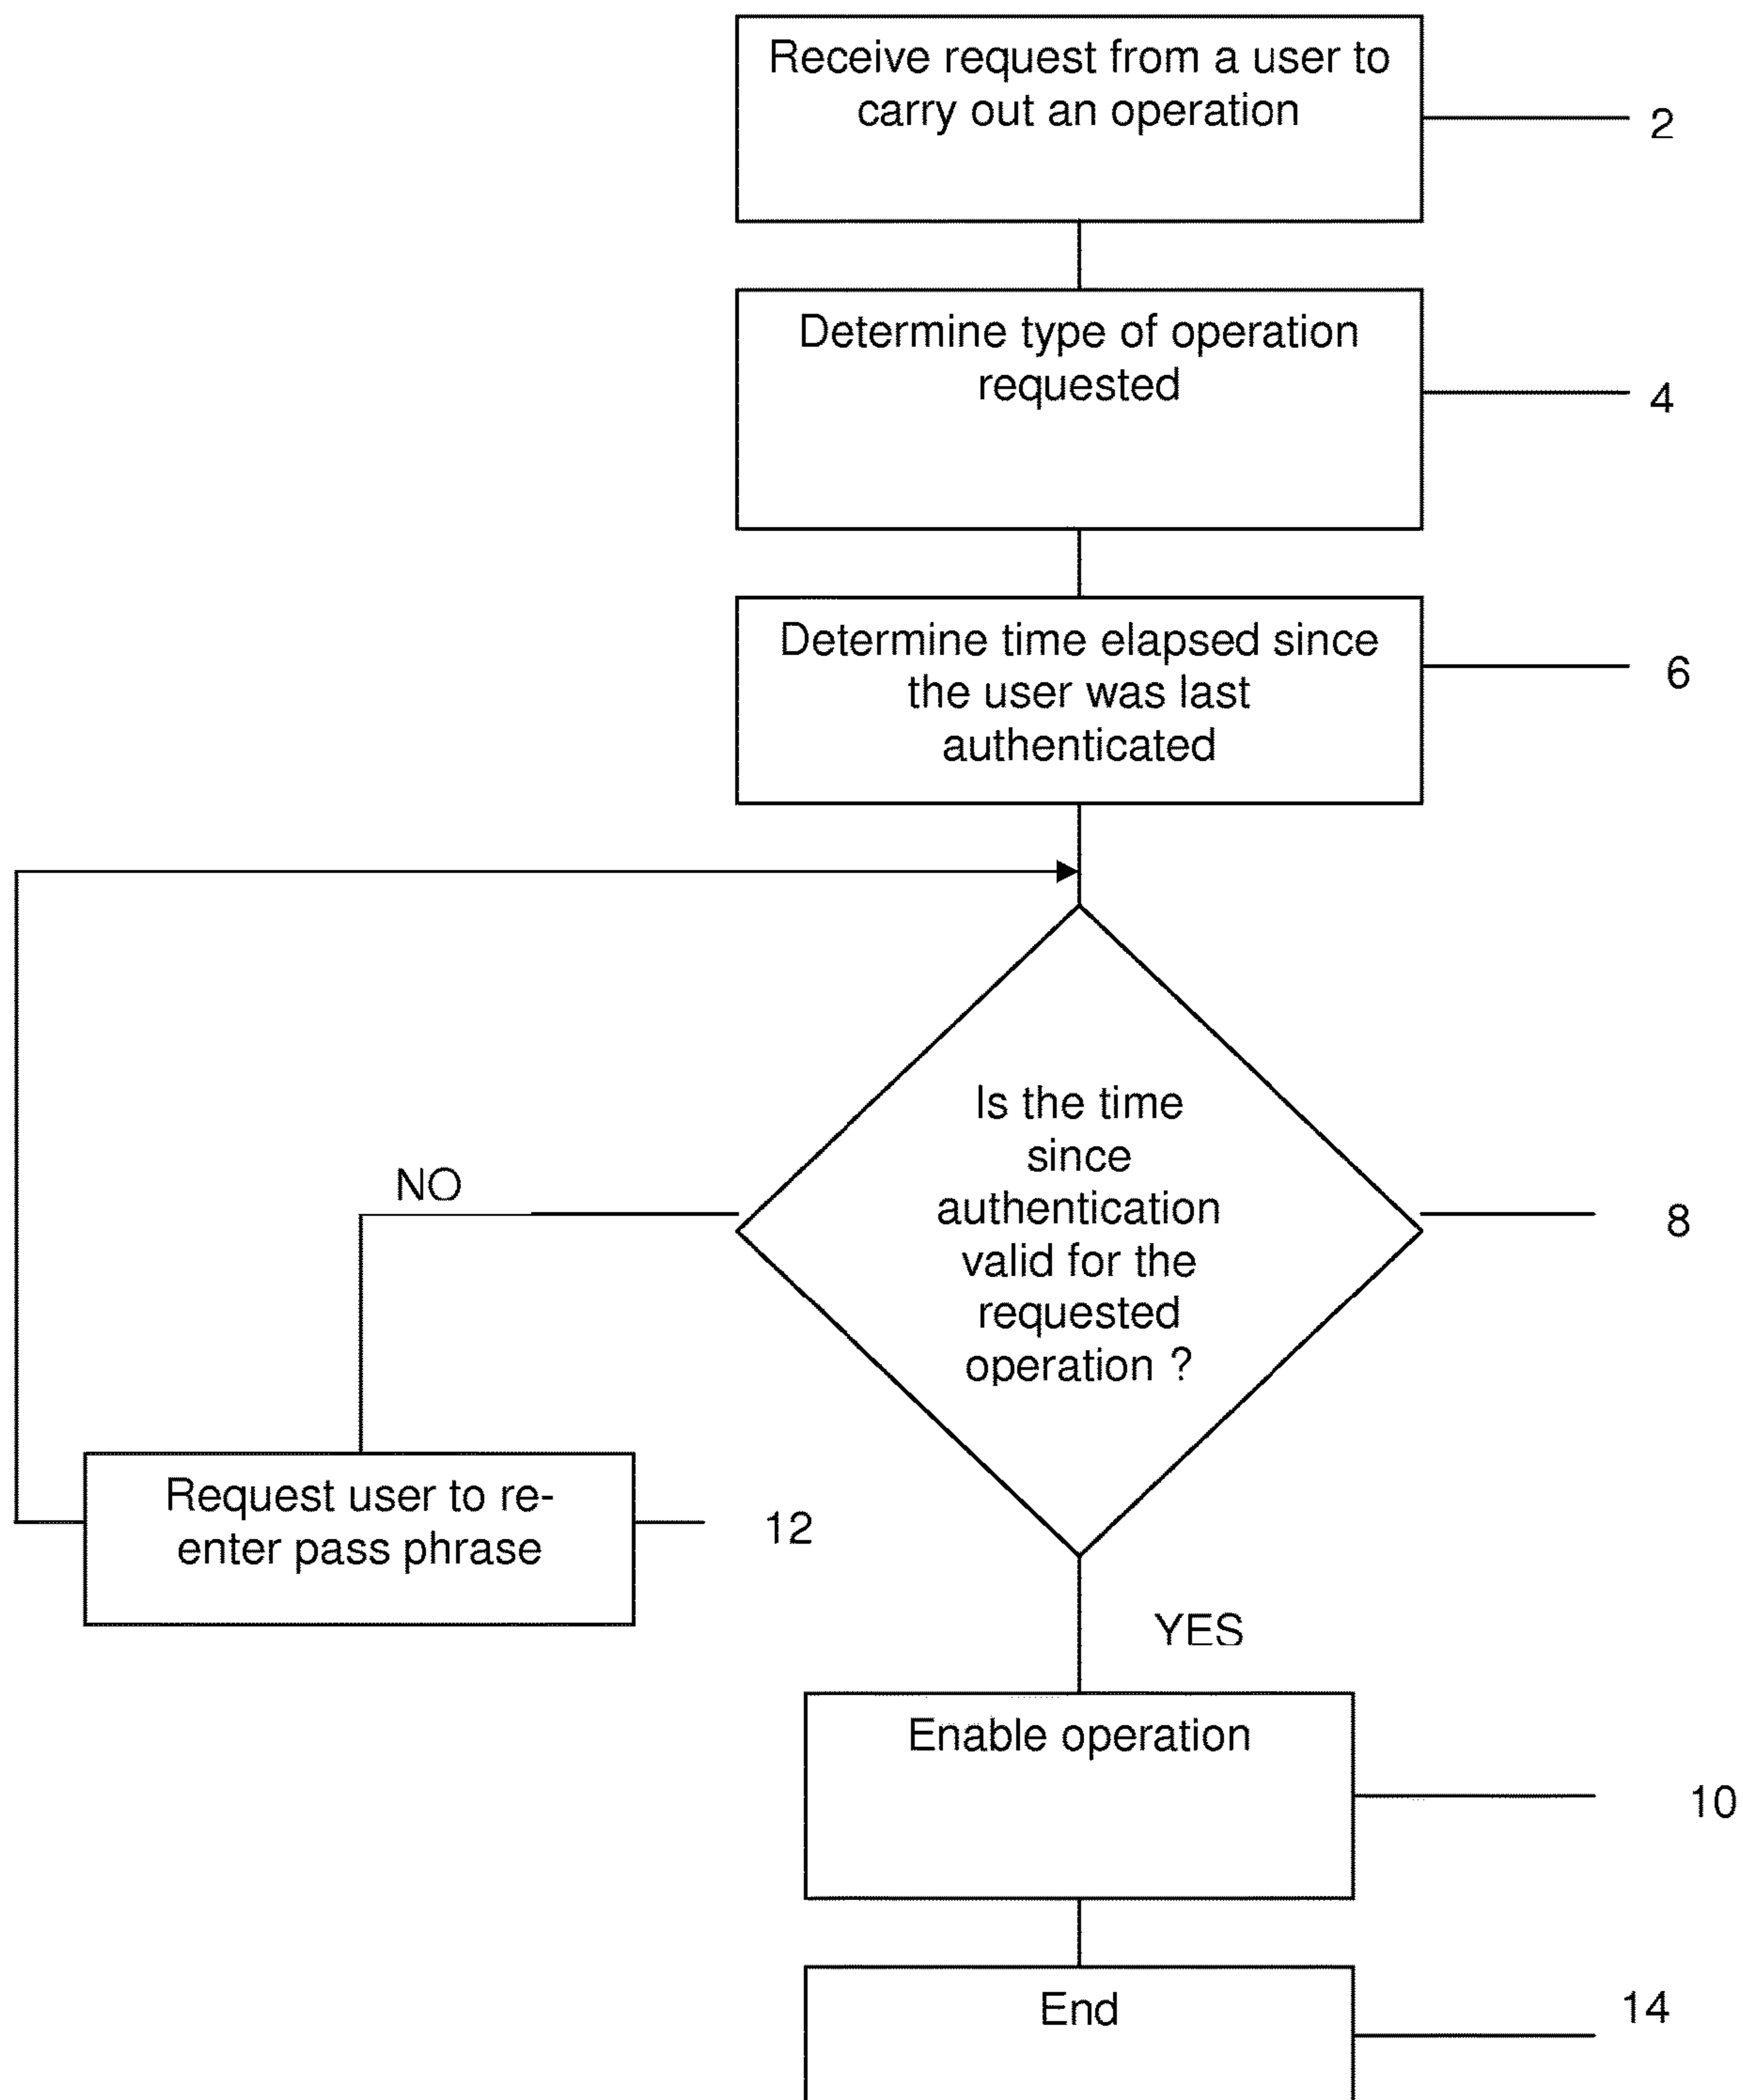 Receive request from a user to
carry out an operation
2
Determine type of operation
requested
4
Determine time elapsed since
the user was last
authenticated
6
Is the time
since
authentication
valid for the
requested
operation ?
8
NO
Request user to re-
enter pass phrase
12
YES
Enable operation
10
End
14